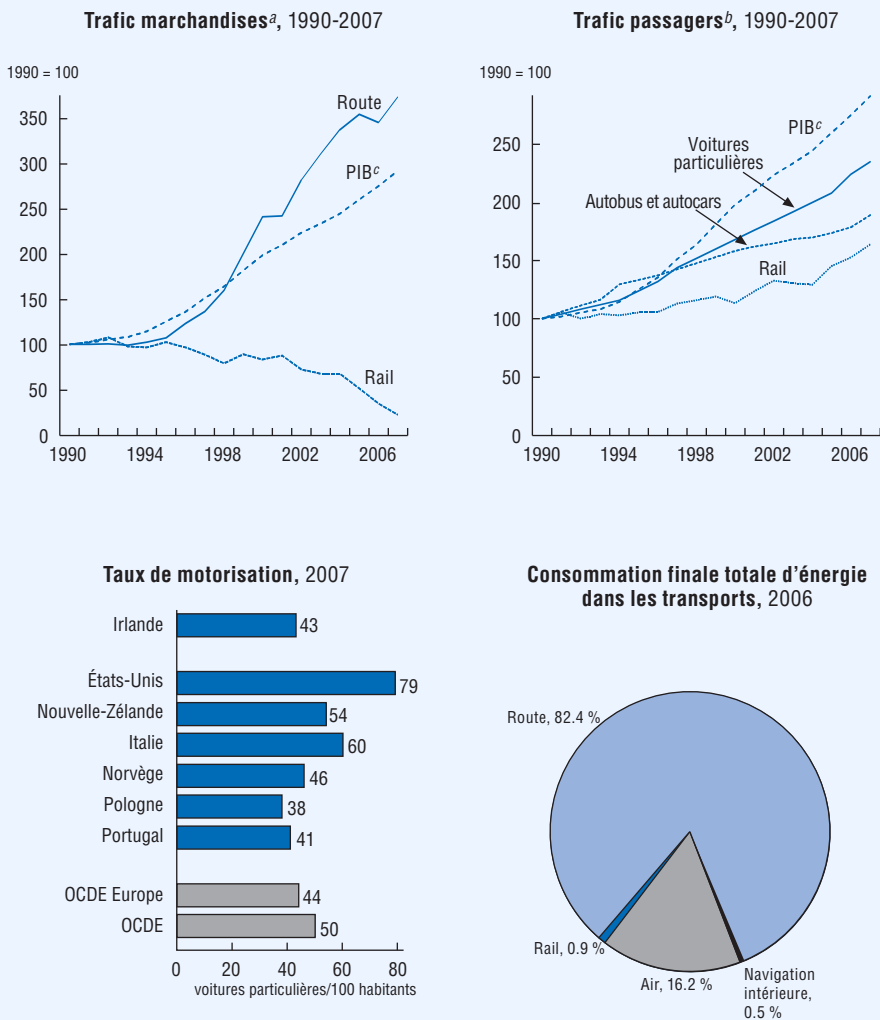 Trafic marchandisesᵃ, 1990-2007
1990 = 100
350
300
250
200
150
100
50
0
1990 1994 1998 2002 2006
Route
PIBᶜ
Rail
Trafic passagersᵇ, 1990-2007
1990 = 100
250
200
150
100
50
0
1990 1994 1998 2002 2006
PIBᶜ
Voitures
particulières
Autobus et autocars
Rail
Taux de motorisation, 2007
Irlande 43
États-Unis 79
Nouvelle-Zélande 54
Italie 60
Norvège 46
Pologne 38
Portugal 41
OCDE Europe 44
OCDE 50
0 20 40 60 80
voitures particulières/100 habitants
Consommation finale totale d'énergie
dans les transports, 2006
Route, 82.4 %
Rail, 0.9 %
Air, 16.2 %
Navigation
intérieure,
0.5 %